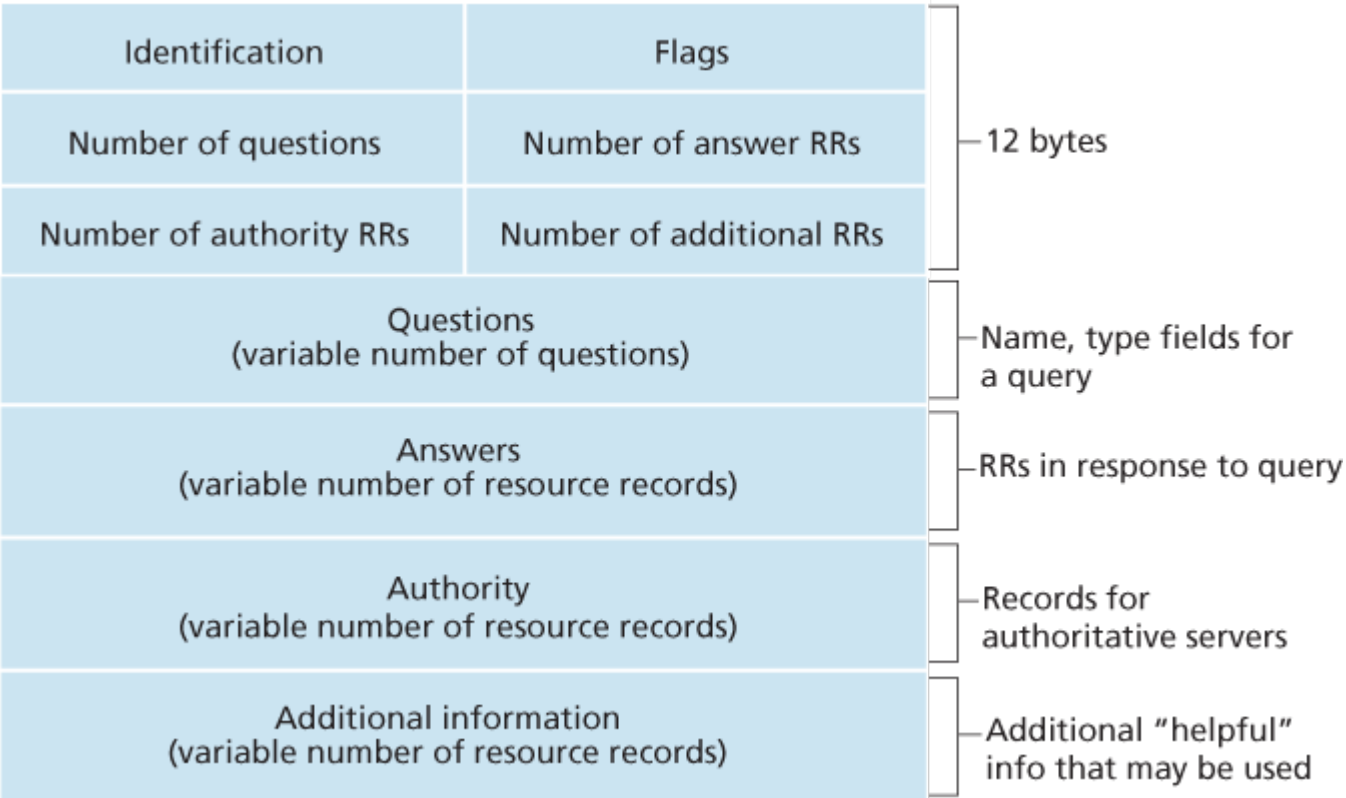 Identification
Flags
Number of questions
Number of answer RRs
12 bytes
Number of authority RRs
Number of additional RRs
Questions
(variable number of questions)
Name, type fields for
a query
Answers
(variable number of resource records)
RRs in response to query
Authority
(variable number of resource records)
Records for
authoritative servers
Additional information
(variable number of resource records)
Additional “helpful”
info that may be used